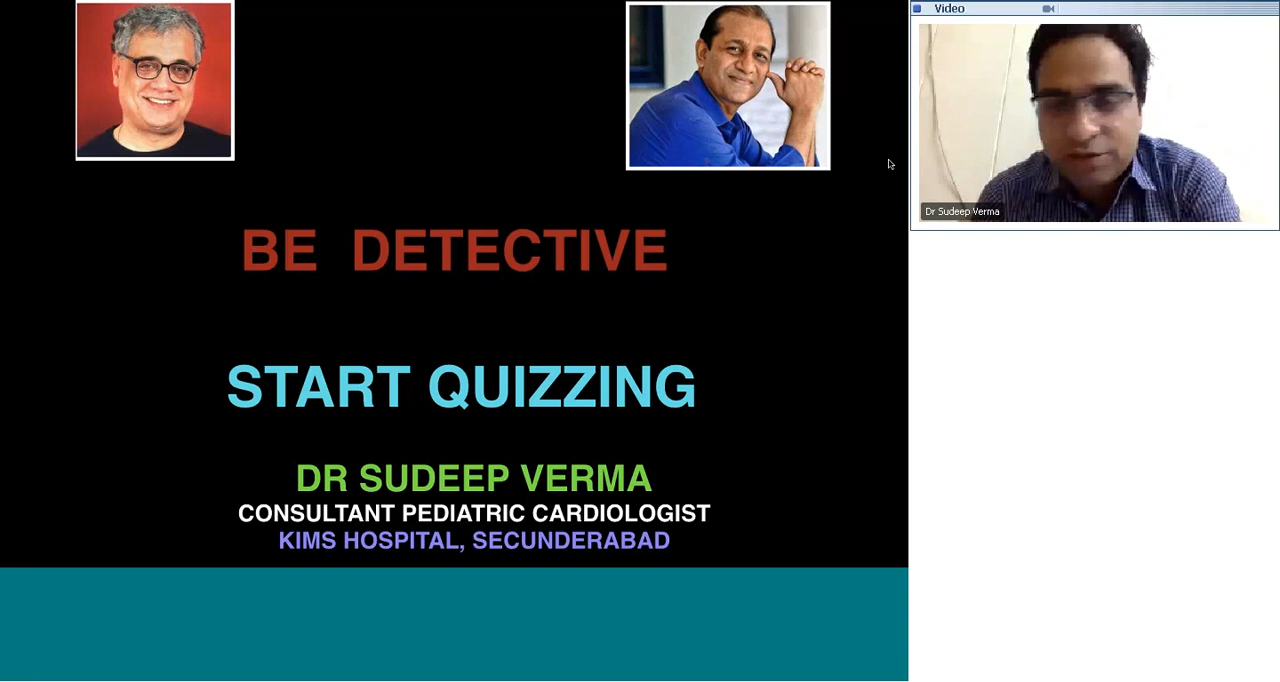 Video
Dr Sudeep Verma
BE DETECTIVE
START QUIZZING
DR SUDEEP VERMA
CONSULTANT PEDIATRIC CARDIOLOGIST
KIMS HOSPITAL, SECUNDERABAD